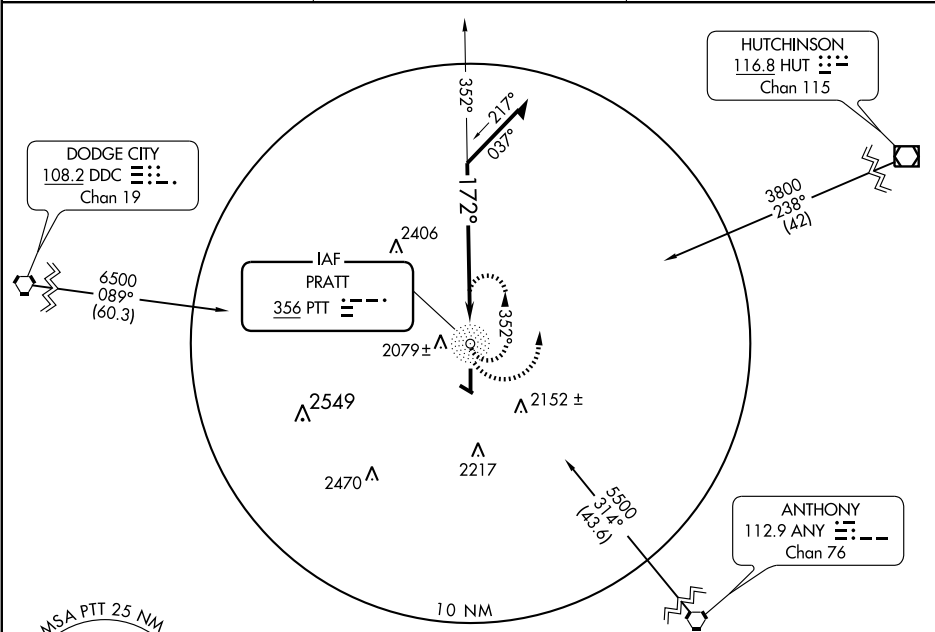 HUTCHINSON
116.8 HUT
Chan 115
352°
217°
037°
DODGE CITY
108.2 DDC
Chan 19
172°
3800
238°
(42)
2406
IAF
PRATT
356 PTT
6500
089°
(60.3)
352°
2079±
2549
2152 ±
2217
2470
5500
314°
(43.6)
ANTHONY
112.9 ANY
Chan 76
10 NM
MSA PTT 25 NM